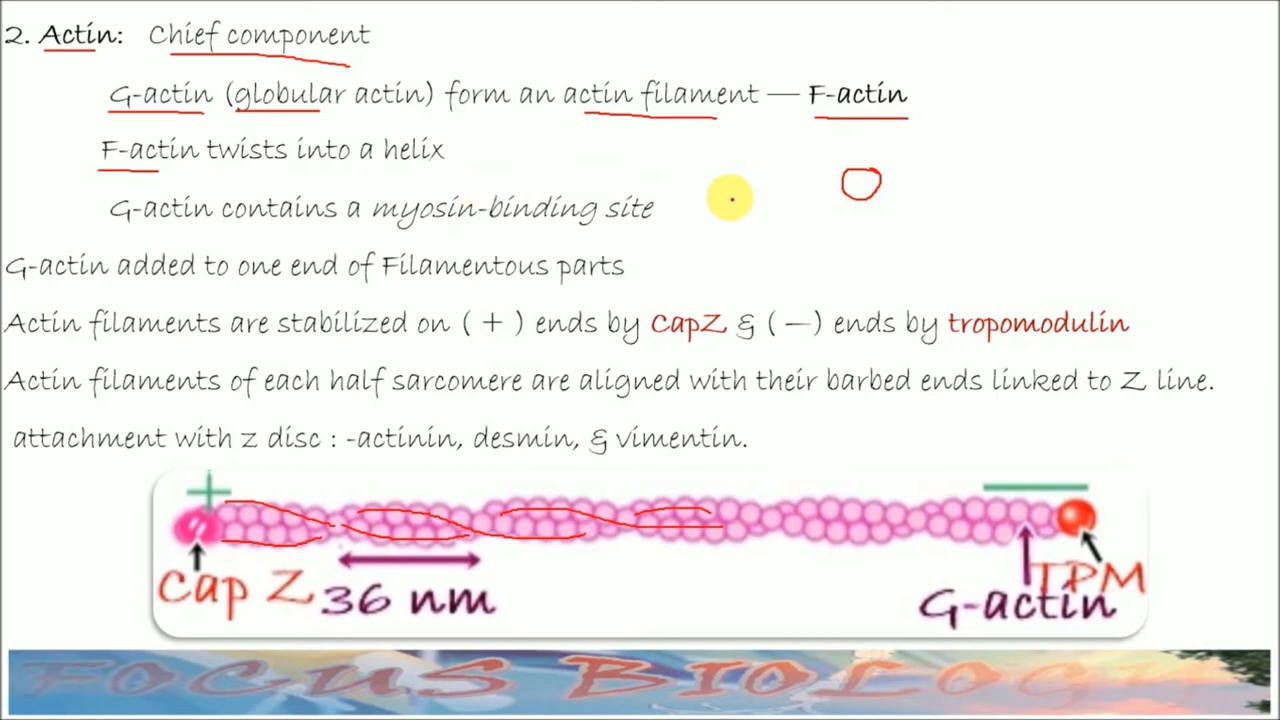 2. Actin: Chief component
G-actin (globular actin) form an actin filament — F-actin
F-actin twists into a helix
G-actin contains a myosin-binding site
G-actin added to one end of Filamentous parts
Actin filaments are stabilized on ( + ) ends by CapZ & ( — ) ends by tropomodulin
Actin filaments of each half sarcomere are aligned with their barbed ends linked to Z line.
attachment with z disc : -actinin, desmin, & vimentin.
+ —
Cap Z 36 nm G-actin TPM
FOCUS BIOLOGY